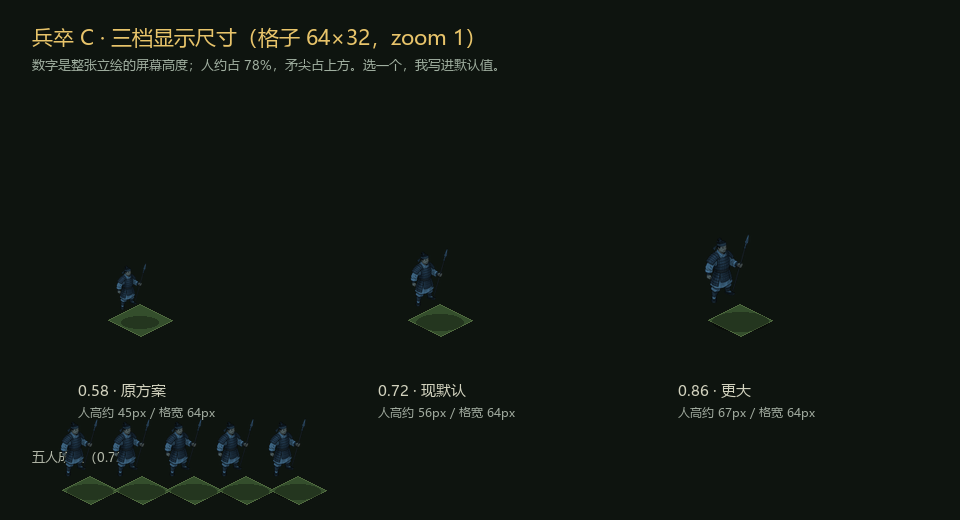 兵卒 C · 三档显示尺寸（格子 64×32，zoom 1）
数字是整张立绘的屏幕高度；人约占 78%，矛尖占上方。选一个，我写进默认值。
0.58 · 原方案
人高约 45px / 格宽 64px
0.72 · 现默认
人高约 56px / 格宽 64px
0.86 · 更大
人高约 67px / 格宽 64px
五人（0.7